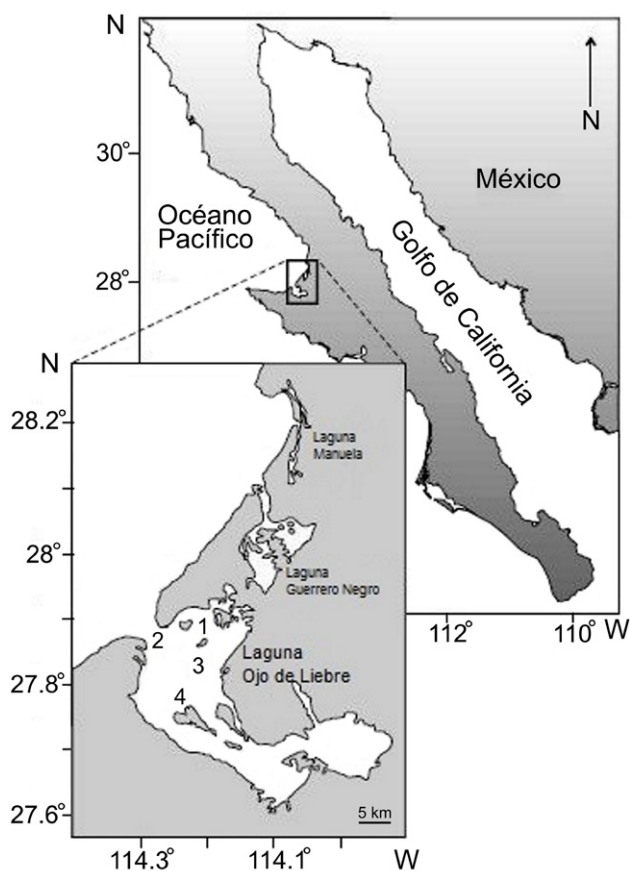 N
N
30°
México
Océano
Pacífico
Golfo de California
28°
N
28.2°
Laguna
Manuela
28°
Laguna
Guerrero Negro
112° 110° W
1
2
Laguna
Ojo de Liebre
3
27.8°
4
27.6°
5 km
114.3° 114.1° W